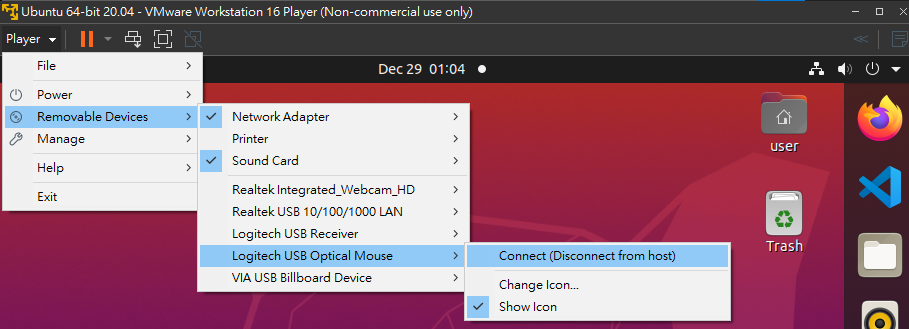 Ubuntu 64-bit 20.04 - VMware Workstation 16 Player (Non-commercial use only)
Player
Dec 29 01:04
File
Power
Removable Devices
Manage
Help
Exit
Network Adapter
Printer
Sound Card
Realtek Integrated_Webcam_HD
Realtek USB 10/100/1000 LAN
Logitech USB Receiver
Logitech USB Optical Mouse
VIA USB Billboard Device
Connect (Disconnect from host)
Change Icon...
Show Icon
user
Trash